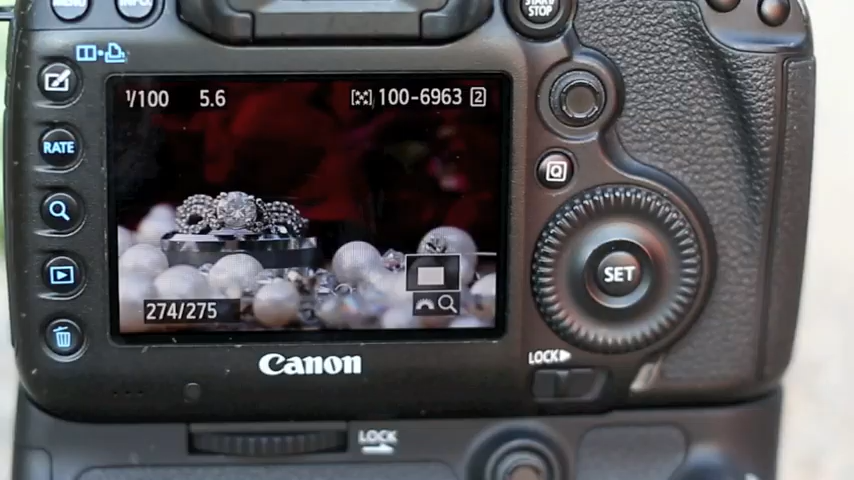 MENU
INFO.
START/
STOP
1/100 5.6 100-6963 2
RATE
Q
SET
274/275
Canon
LOCK
LOCK